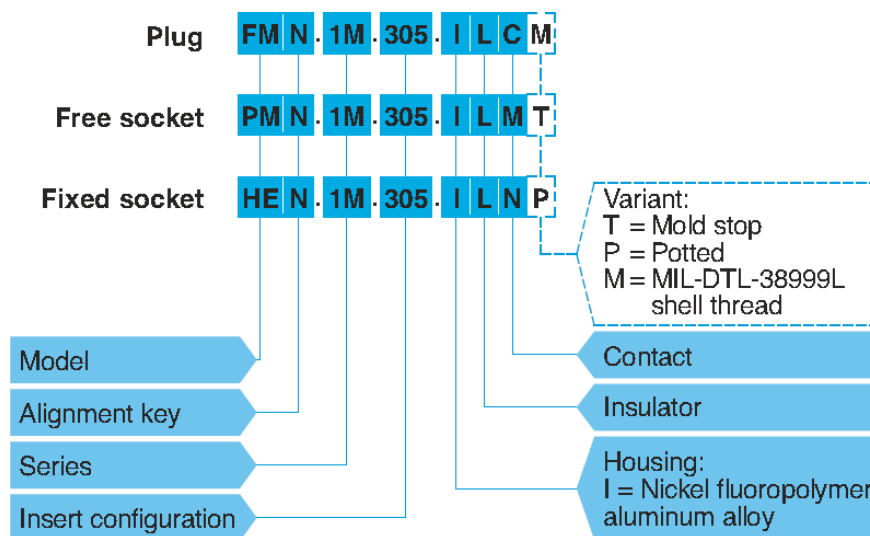 Plug FM N . 1M . 305 . I L C M
Free socket PM N . 1M . 305 . I L M T
Fixed socket HE N . 1M . 305 . I L N P
Variant:
T = Mold stop
P = Potted
M = MIL-DTL-38999L
shell thread
Model
Alignment key
Series
Insert configuration
Contact
Insulator
Housing:
I = Nickel fluoropolymer
aluminum alloy